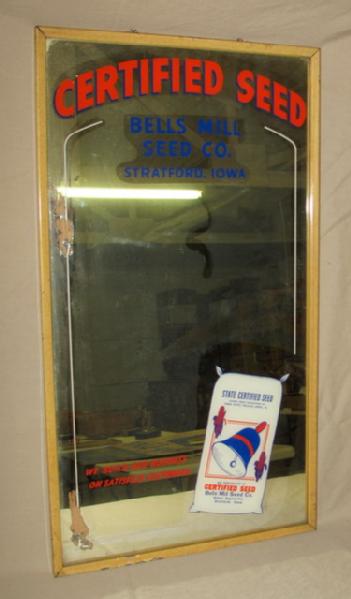 CERTIFIED SEED
BELLS MILL
SEED CO.
STRATFORD, IOWA
STATE CERTIFIED SEED
WE BUILD OUR BUSINESS
ON SATISFIED CUSTOMERS
CERTIFIED SEED
Bells Mill Seed Co.